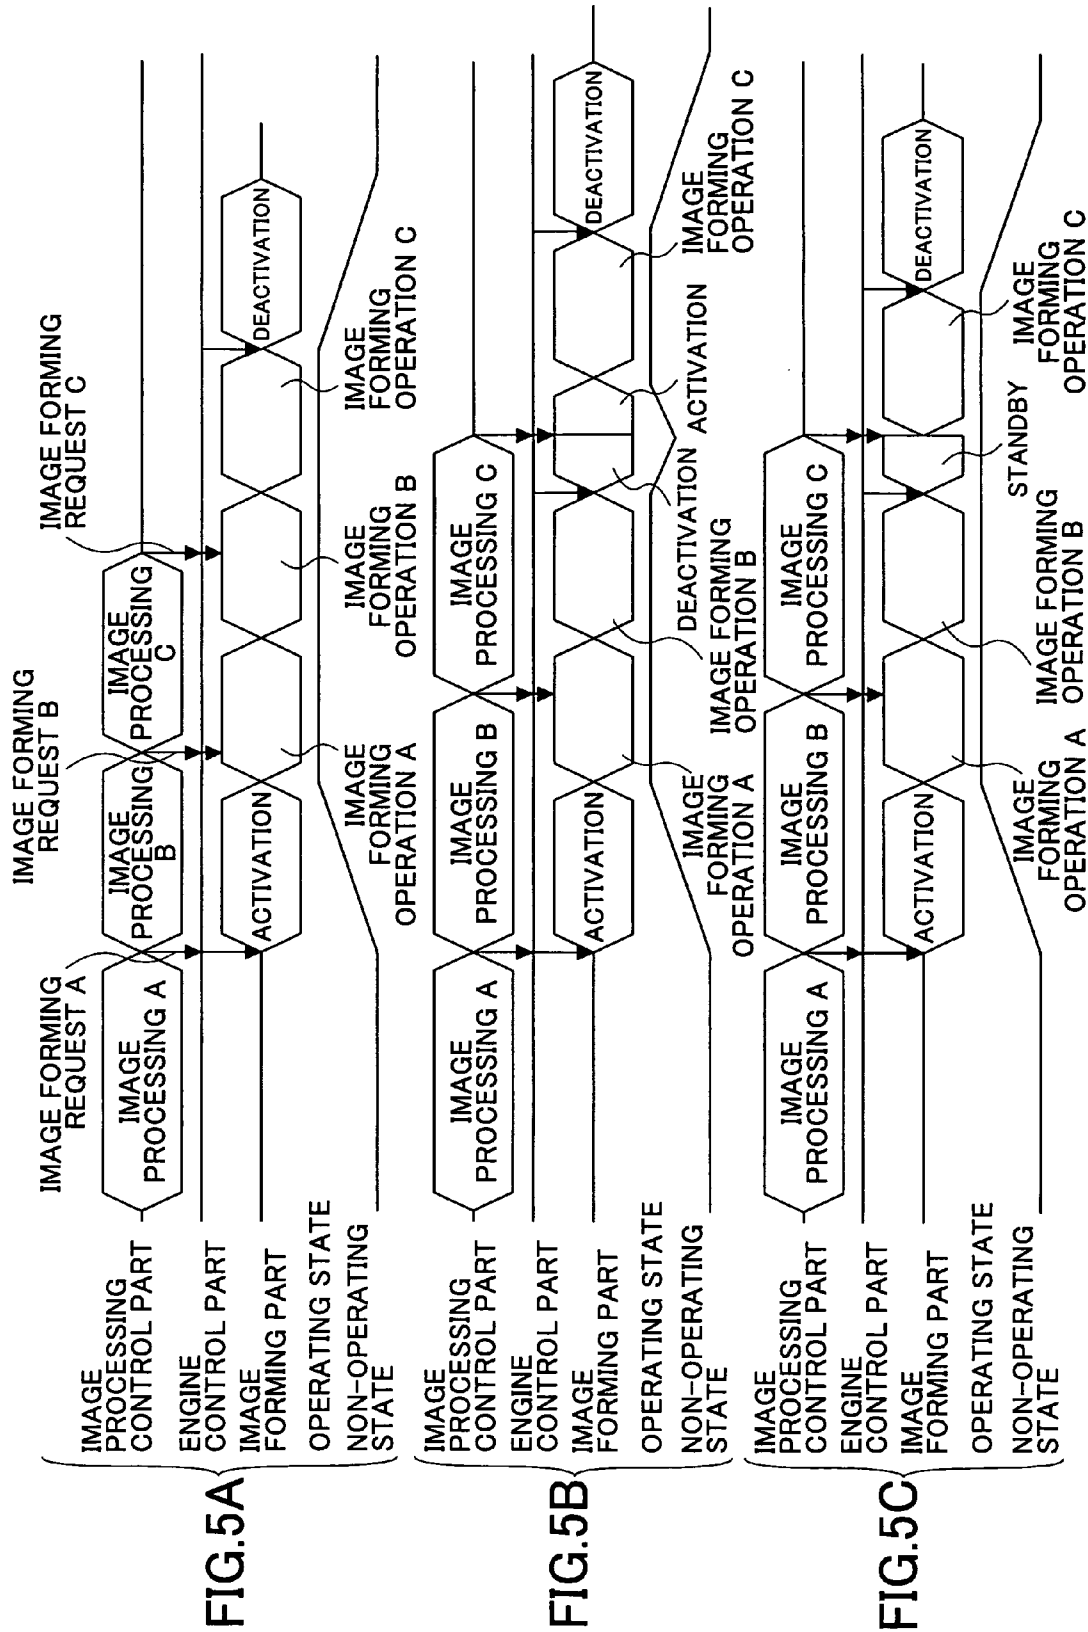 FIG.5A
IMAGE
PROCESSING
CONTROL PART
ENGINE
CONTROL PART
IMAGE
FORMING PART
OPERATING STATE
NON-OPERATING
STATE
IMAGE FORMING
REQUEST A
IMAGE FORMING
REQUEST B
IMAGE FORMING
REQUEST C
IMAGE
PROCESSING A
IMAGE
PROCESSING
B
IMAGE
PROCESSING
C
ACTIVATION
DEACTIVATION
IMAGE
FORMING
OPERATION A
IMAGE
FORMING
OPERATION B
IMAGE
FORMING
OPERATION C
FIG.5B
IMAGE
PROCESSING
CONTROL PART
ENGINE
CONTROL PART
IMAGE
FORMING PART
OPERATING STATE
NON-OPERATING
STATE
IMAGE
PROCESSING A
IMAGE
PROCESSING B
IMAGE
PROCESSING C
ACTIVATION
DEACTIVATION
IMAGE
FORMING
OPERATION A
IMAGE FORMING
OPERATION B
DEACTIVATION
ACTIVATION
IMAGE
FORMING
OPERATION C
FIG.5C
IMAGE
PROCESSING
CONTROL PART
ENGINE
CONTROL PART
IMAGE
FORMING PART
OPERATING STATE
NON-OPERATING
STATE
IMAGE
PROCESSING A
IMAGE
PROCESSING B
IMAGE
PROCESSING C
ACTIVATION
DEACTIVATION
IMAGE
FORMING
OPERATION A
IMAGE FORMING
OPERATION B
STANDBY
IMAGE
FORMING
OPERATION C